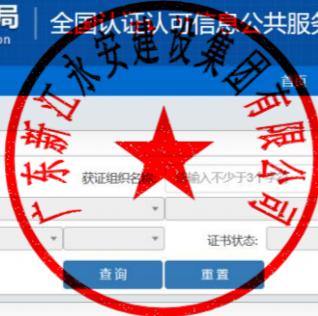 局
on
全国认证认可信息公共服
首页
广东新江永安建设集团有限公司
获证组织名称
输入不少于3个字
证书状态:
查询
重置